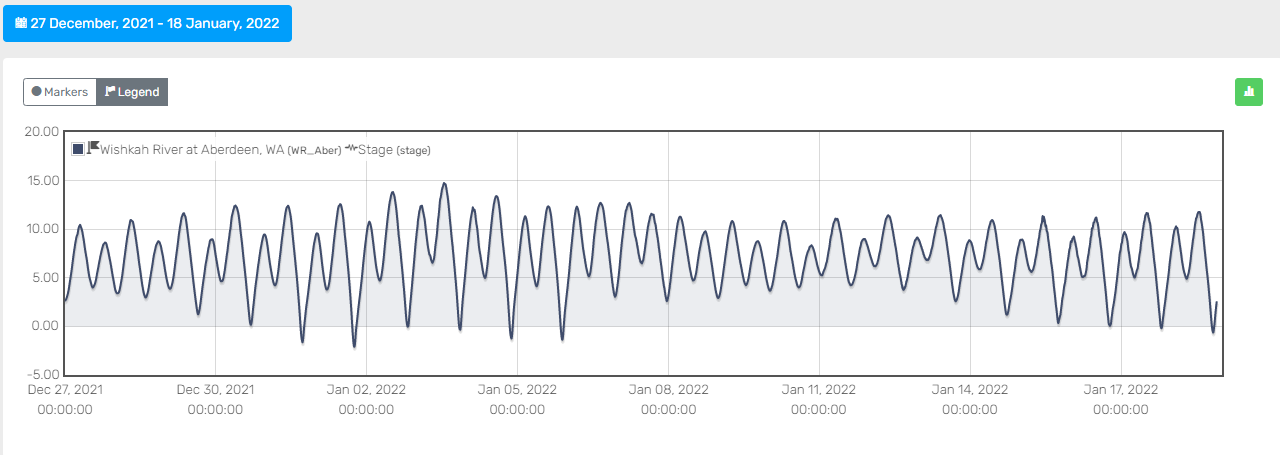 27 December, 2021 - 18 January, 2022
Markers Legend
20.00
Wishkah River at Aberdeen, WA (WR_Aber) Stage (stage)
15.00
10.00
5.00
0.00
-5.00
Dec 27, 2021 Dec 30, 2021 Jan 02, 2022 Jan 05, 2022 Jan 08, 2022 Jan 11, 2022 Jan 14, 2022 Jan 17, 2022
00:00:00 00:00:00 00:00:00 00:00:00 00:00:00 00:00:00 00:00:00 00:00:00